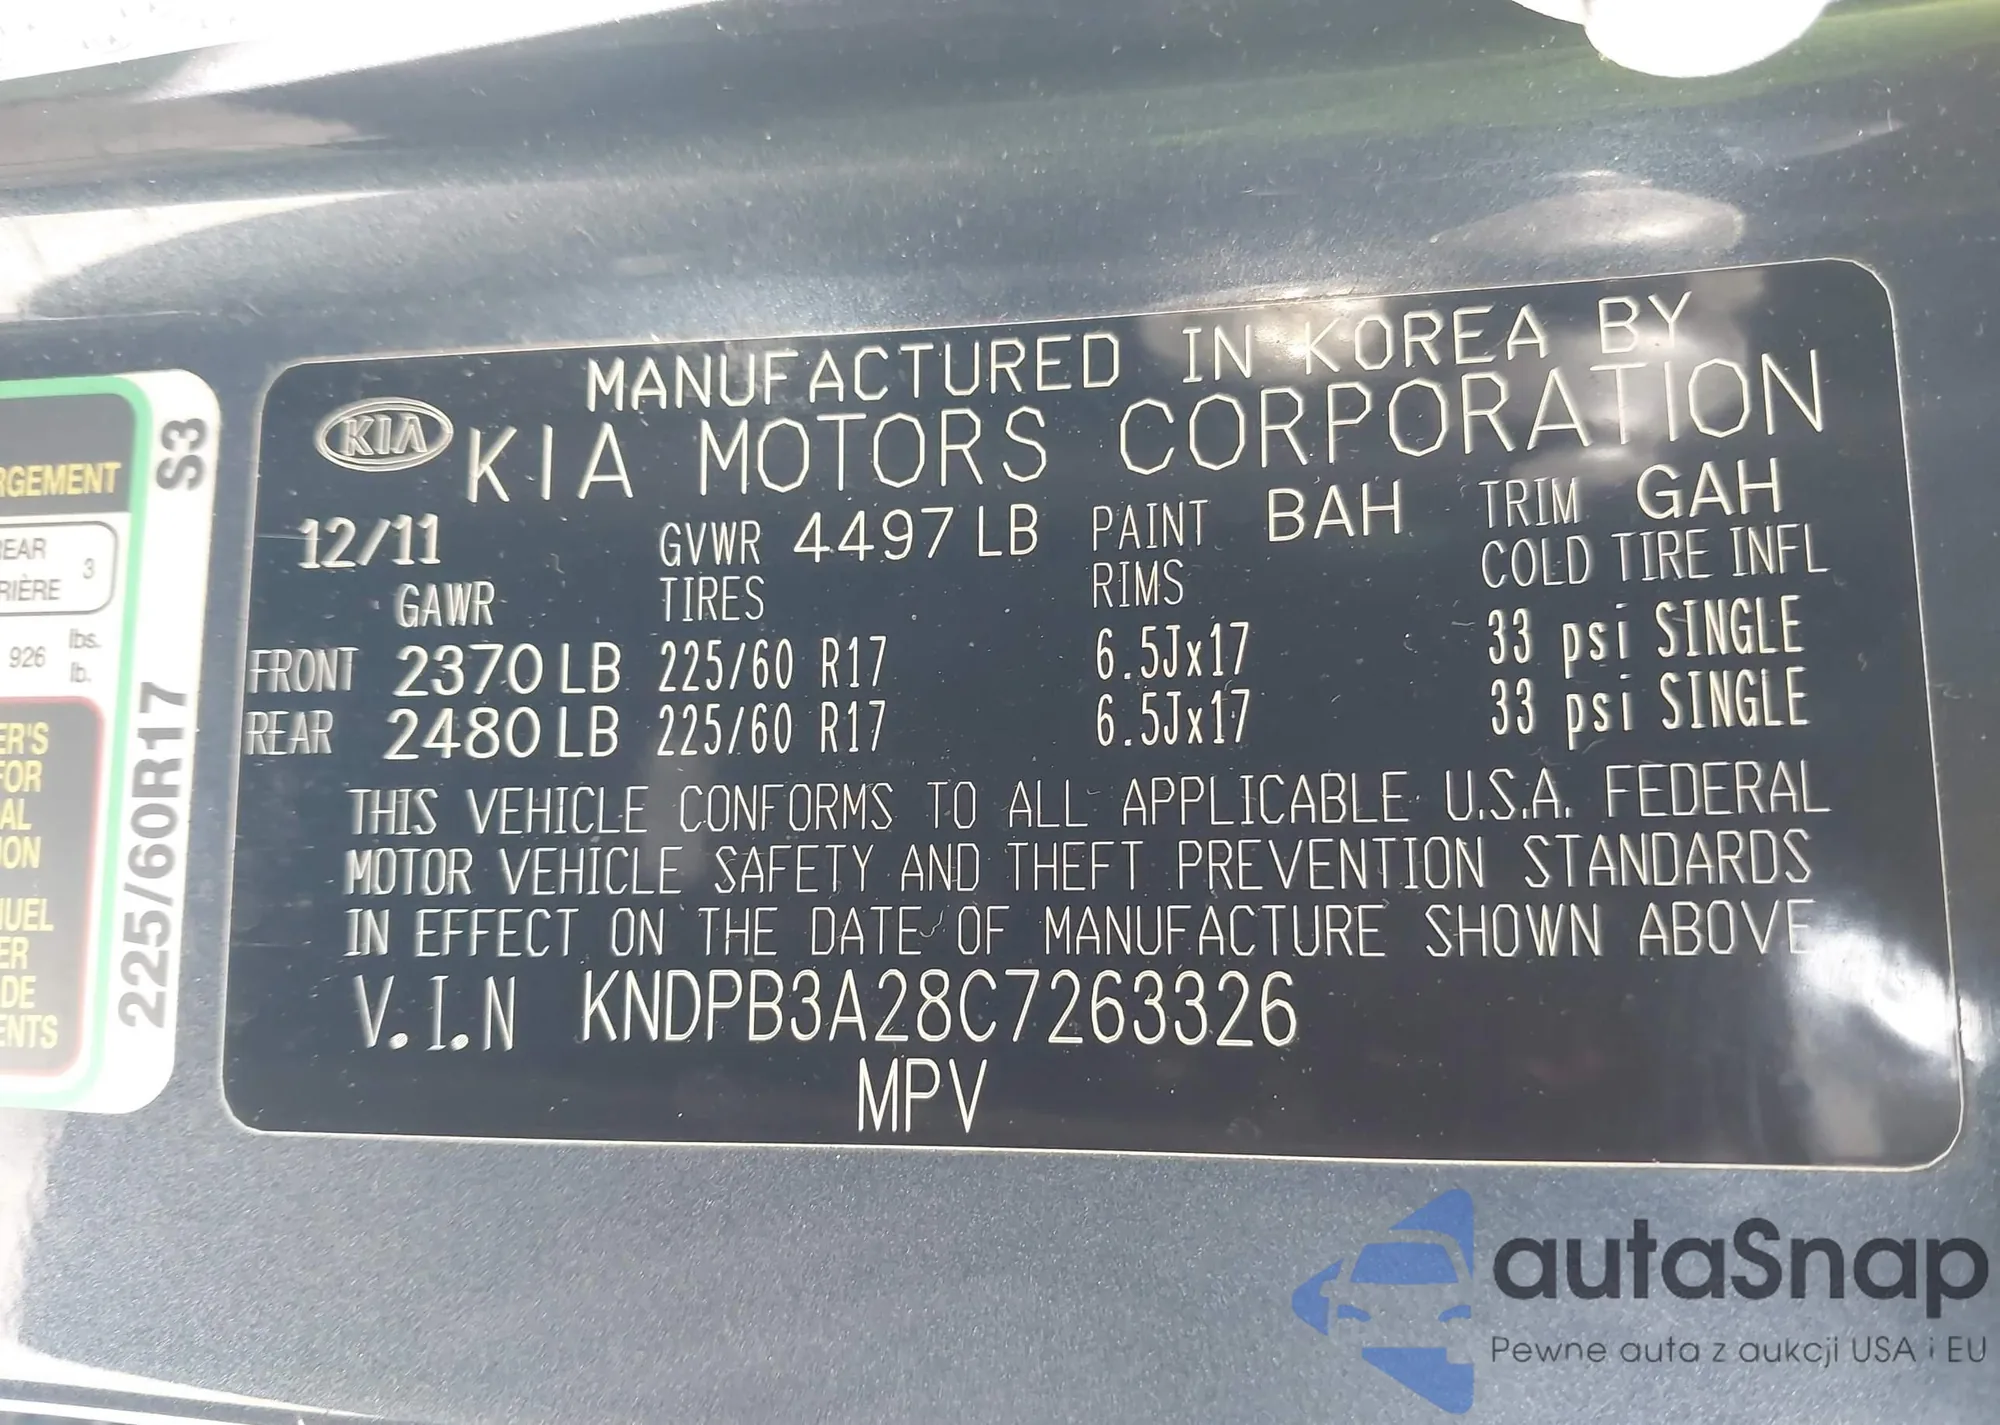 MANUFACTURED IN KOREA BY
KIA KIA MOTORS CORPORATION
12/11 GVWR 4497 LB PAINT BAH TRIM GAH
GAWR TIRES RIMS COLD TIRE INFL
FRONT 2370 LB 225/60 R17 6.5Jx17 33 psi SINGLE
REAR 2480 LB 225/60 R17 6.5Jx17 33 psi SINGLE
THIS VEHICLE CONFORMS TO ALL APPLICABLE U.S.A. FEDERAL
MOTOR VEHICLE SAFETY AND THEFT PREVENTION STANDARDS
IN EFFECT ON THE DATE OF MANUFACTURE SHOWN ABOVE
V.I.N KNDPB3A28C7263326
MPV
S3
225/60R17
3
926 lbs.
lb.
autaSnap
Pewne auta z aukcji USA i EU